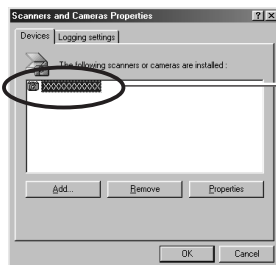 Scanners and Cameras Properties
Devices Logging settings
The following scanners or cameras are installed :
XXXXXXXXXXX
Add... Remove Properties
OK Cancel